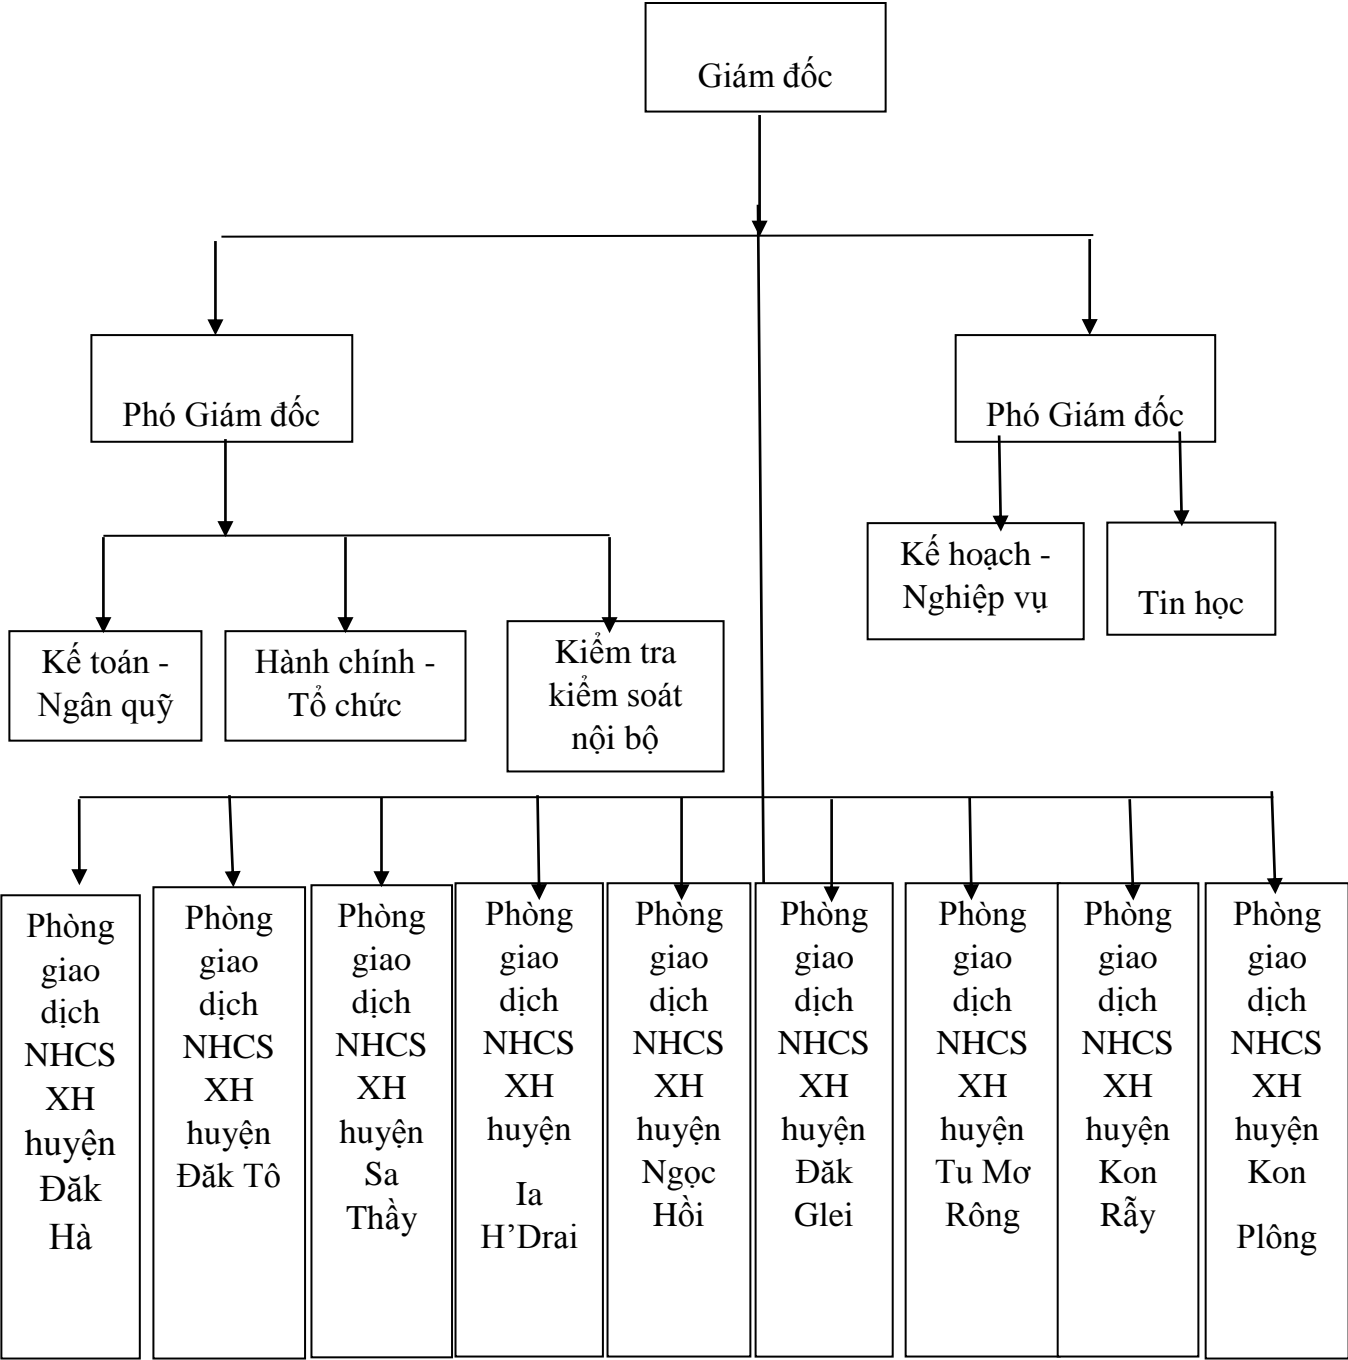 Giám đốc
Phó Giám đốc
Phó Giám đốc
Kế hoạch -
Nghiệp vụ
Tin học
Kế toán -
Ngân quỹ
Hành chính -
Tổ chức
Kiểm tra
kiểm soát
nội bộ
Phòng
giao
dịch
NHCS
XH
huyện
Đăk
Hà
Phòng
giao
dịch
NHCS
XH
huyện
Đăk Tô
Phòng
giao
dịch
NHCS
XH
huyện
Sa
Thầy
Phòng
giao
dịch
NHCS
XH
huyện
Ia
H’Drai
Phòng
giao
dịch
NHCS
XH
huyện
Ngọc
Hồi
Phòng
giao
dịch
NHCS
XH
huyện
Đăk
Glei
Phòng
giao
dịch
NHCS
XH
huyện
Tu Mơ
Rông
Phòng
giao
dịch
NHCS
XH
huyện
Kon
Rẫy
Phòng
giao
dịch
NHCS
XH
huyện
Kon
Plông